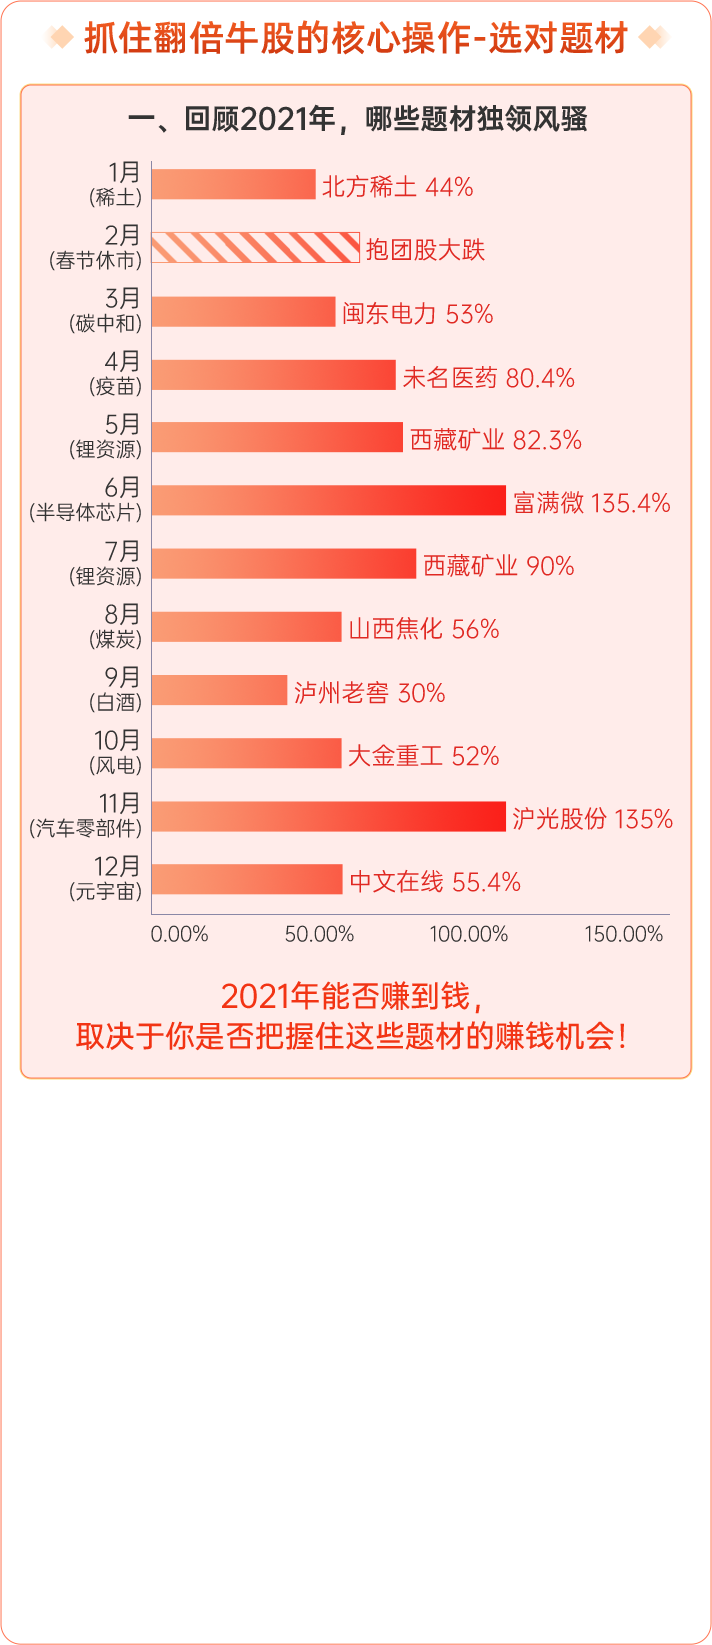 抓住翻倍牛股的核心操作-选对题材
一、回顾2021年，哪些题材独领风骚
1月
(稀土)
北方稀土 44%
2月
(春节休市)
抱团股大跌
3月
(碳中和)
闽东电力 53%
4月
(疫苗)
未名医药 80.4%
5月
(锂资源)
西藏矿业 82.3%
6月
(半导体芯片)
富满微 135.4%
7月
(锂资源)
西藏矿业 90%
8月
(煤炭)
山西焦化 56%
9月
(白酒)
泸州老窖 30%
10月
(风电)
大金重工 52%
11月
(汽车零部件)
沪光股份 135%
12月
(元宇宙)
中文在线 55.4%
0.00% 50.00% 100.00% 150.00%
2021年能否赚到钱，
取决于你是否把握住这些题材的赚钱机会！